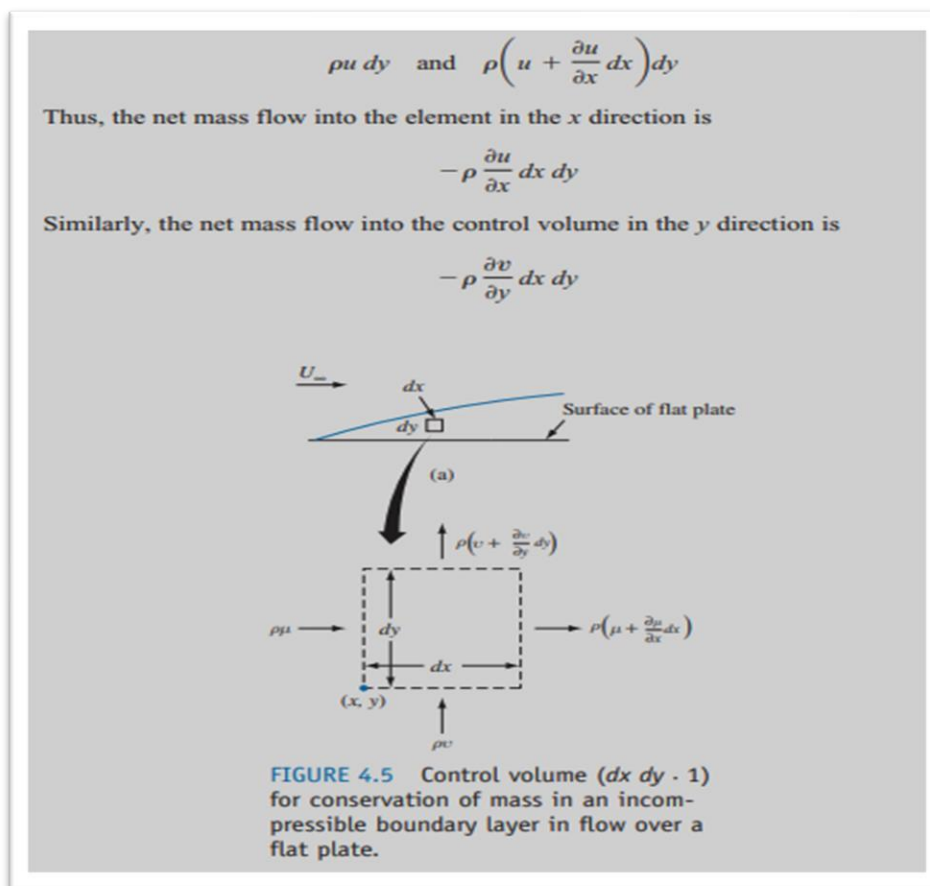 ρu dy and ρ(u + ∂u/∂x dx)dy
Thus, the net mass flow into the element in the x direction is
−ρ ∂u/∂x dx dy
Similarly, the net mass flow into the control volume in the y direction is
−ρ ∂v/∂y dx dy
U∞
dx
Surface of flat plate
dy
(a)
ρ(v + ∂v/∂y dy)
ρμ
dy
ρ(μ + ∂μ/∂x dx)
dx
(x, y)
ρv
FIGURE 4.5 Control volume (dx dy · 1)
for conservation of mass in an incom-
pressible boundary layer in flow over a
flat plate.